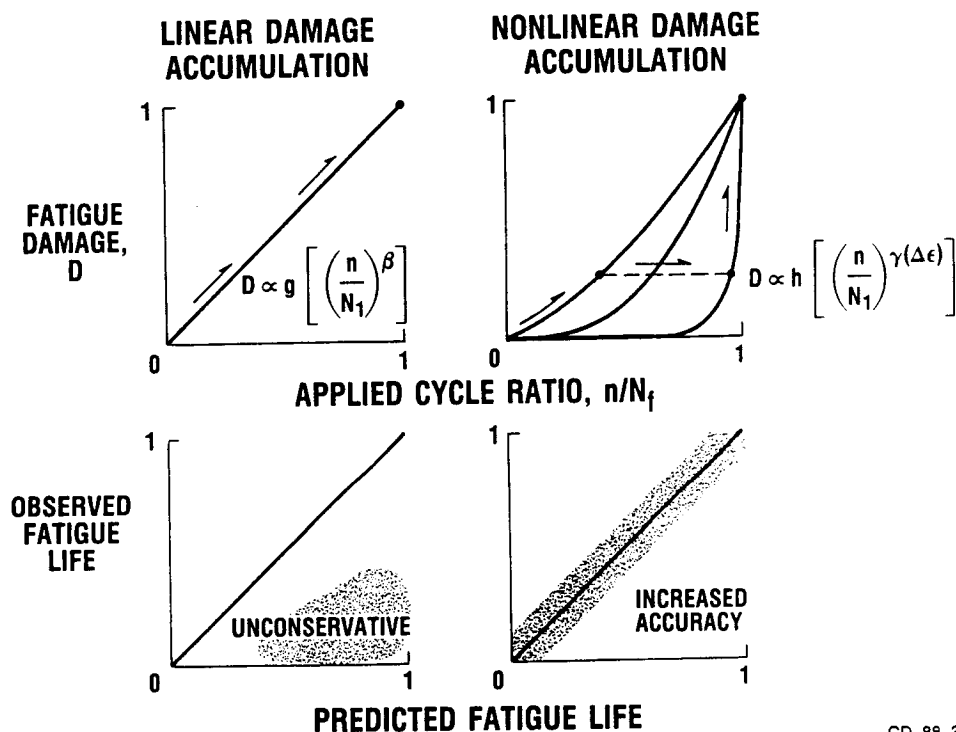 LINEAR DAMAGE
ACCUMULATION
NONLINEAR DAMAGE
ACCUMULATION
1
1
FATIGUE
DAMAGE,
D
D ∝ g [ ( n / N₁ )^β ]
D ∝ h [ ( n / N₁ )^γ(Δϵ) ]
0
1
0
1
APPLIED CYCLE RATIO, n/Nf
1
1
OBSERVED
FATIGUE
LIFE
UNCONSERVATIVE
INCREASED
ACCURACY
0
1
0
1
PREDICTED FATIGUE LIFE